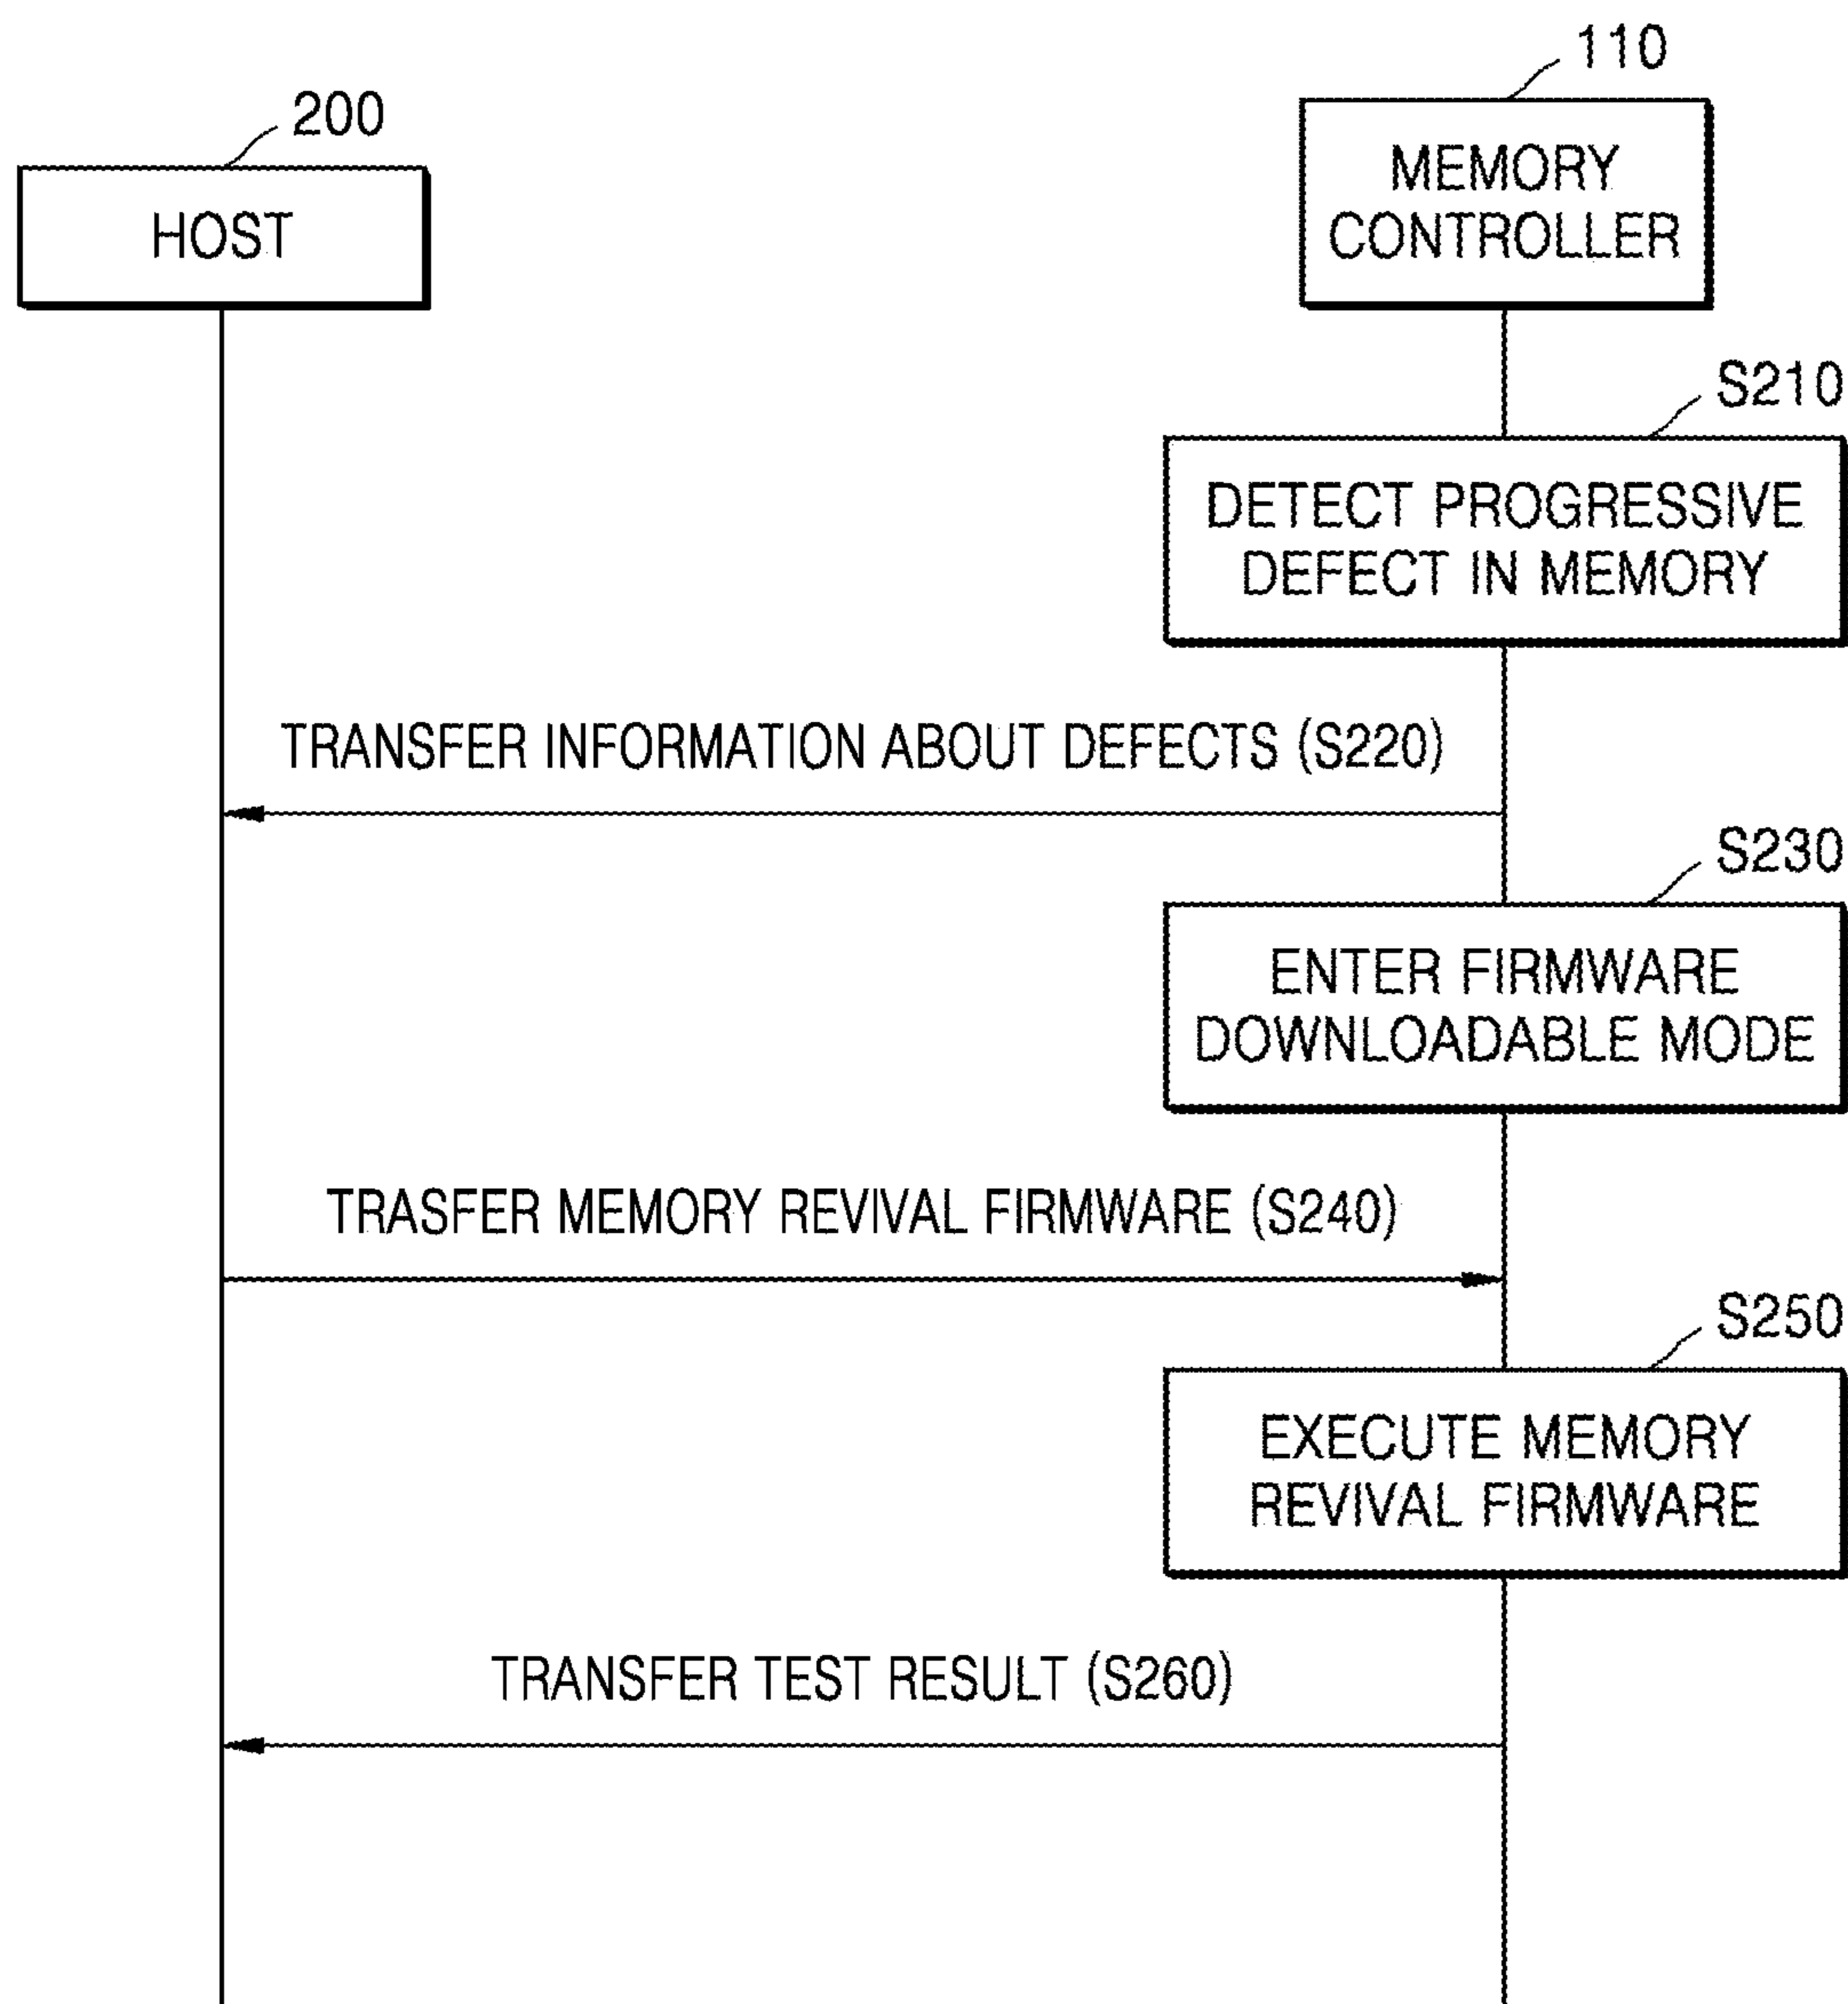 110
200
MEMORY
CONTROLLER
HOST
S210
DETECT PROGRESSIVE
DEFECT IN MEMORY
TRANSFER INFORMATION ABOUT DEFECTS (S220)
S230
ENTER FIRMWARE
DOWNLOADABLE MODE
TRASFER MEMORY REVIVAL FIRMWARE (S240)
S250
EXECUTE MEMORY
REVIVAL FIRMWARE
TRANSFER TEST RESULT (S260)